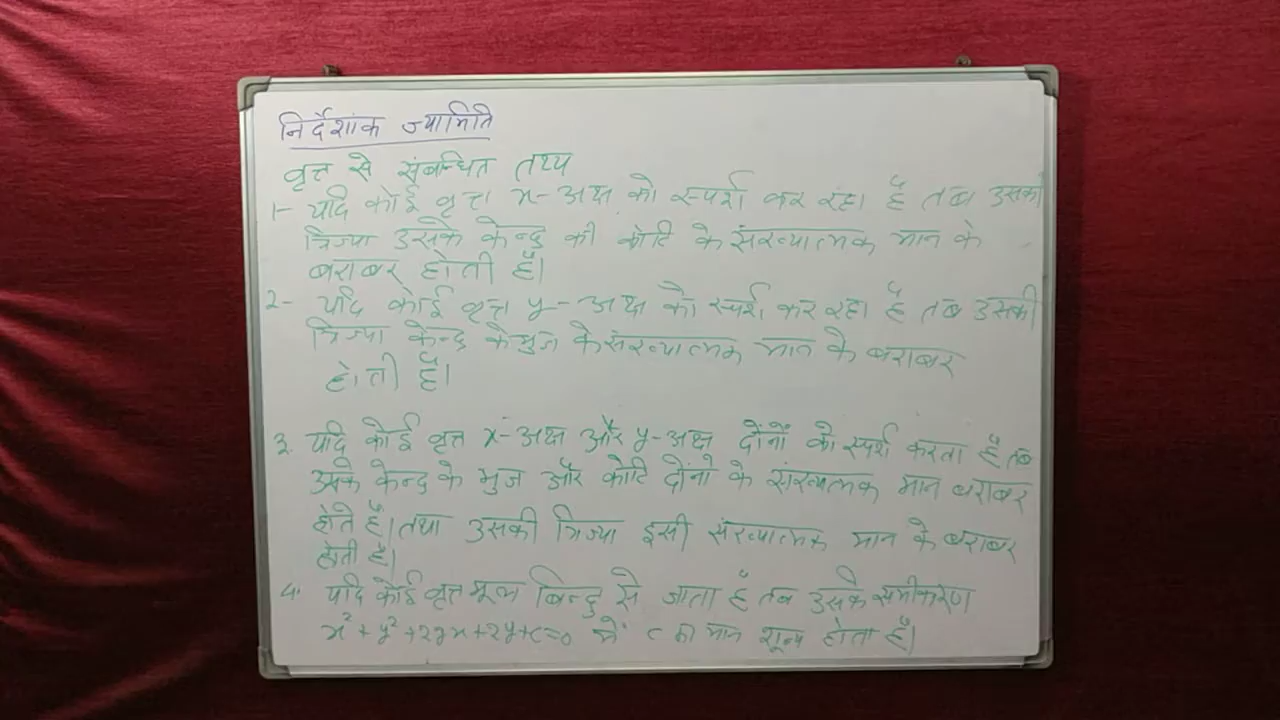 निर्देशांक ज्यामिति
वृत्त से संबन्धित तथ्य
1- यदि कोई वृत्त x-अक्ष को स्पर्श कर रहा है तब उसकी
त्रिज्या उसके केन्द्र की कोटि के संख्यात्मक मान के
बराबर होती है।
2- यदि कोई वृत्त y-अक्ष को स्पर्श कर रहा है तब उसकी
त्रिज्या केन्द्र के भुज के संख्यात्मक मान के बराबर
होती है।
3. यदि कोई वृत्त x-अक्ष और y-अक्ष दोंनों को स्पर्श करता है तब
उसके केन्द्र के भुज और कोटि दोंनो के संख्यात्मक मान बराबर
होते है। तथा उसकी त्रिज्या इसी संख्यात्मक मान के बराबर
होती है।
4. यदि कोई वृत्त मूल बिन्दु से जाता है तब उसके समीकरण
x²+y²+2gx+2y+c=0 में c का मान शून्य होता है।